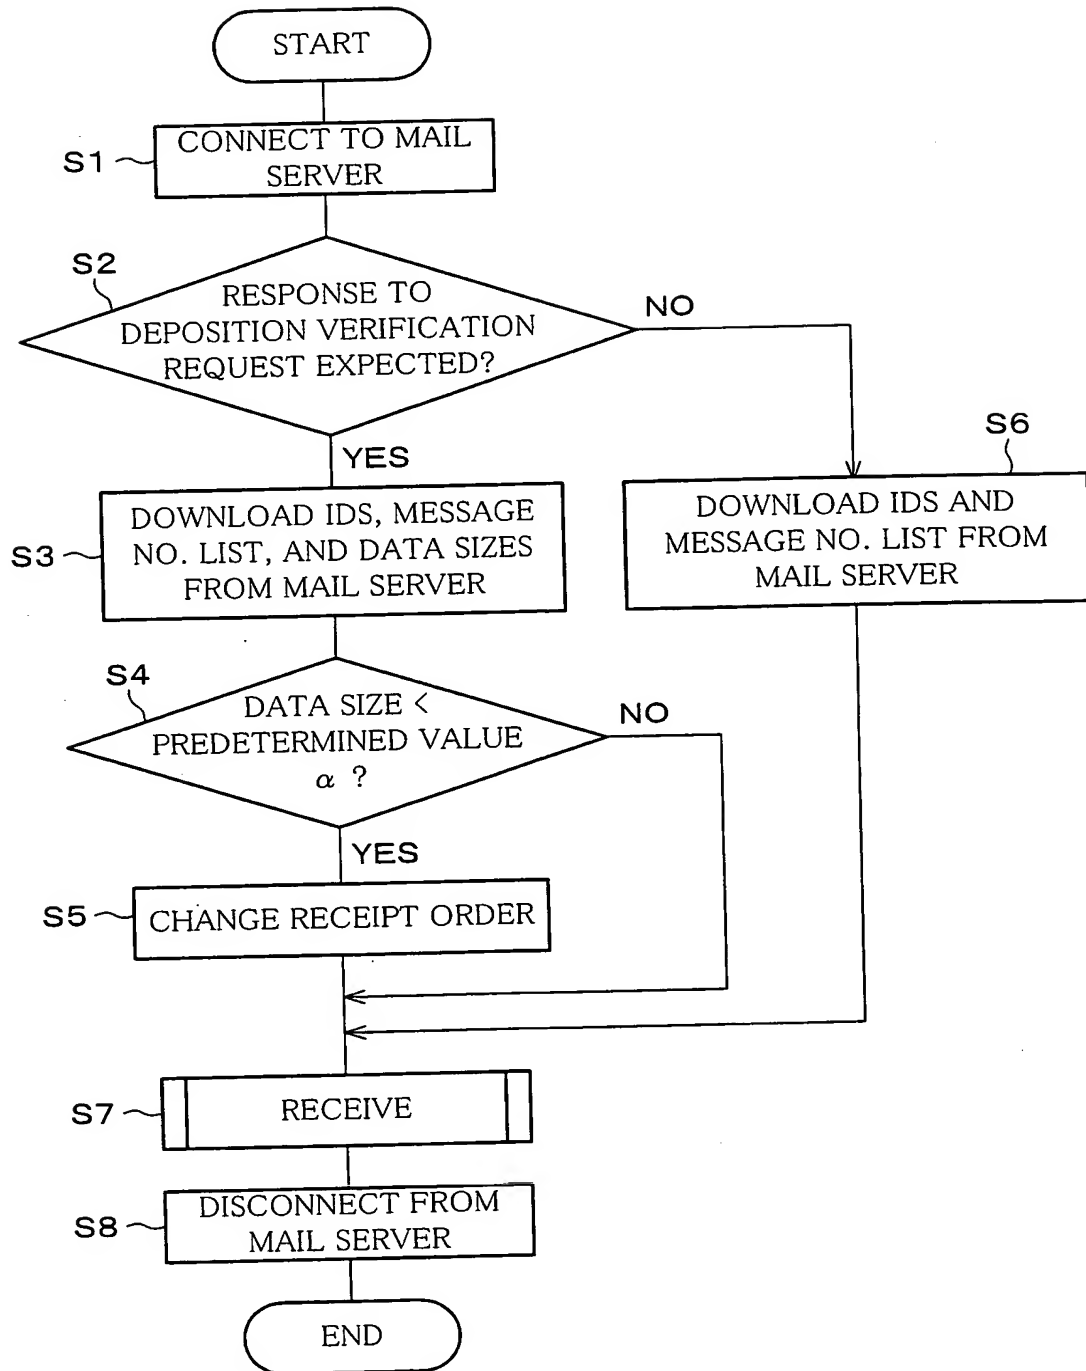 START
S1
CONNECT TO MAIL
SERVER
S2
RESPONSE TO
DEPOSITION VERIFICATION
REQUEST EXPECTED?
NO
YES
S6
S3
DOWNLOAD IDS, MESSAGE
NO. LIST, AND DATA SIZES
FROM MAIL SERVER
DOWNLOAD IDS AND
MESSAGE NO. LIST FROM
MAIL SERVER
S4
DATA SIZE <
PREDETERMINED VALUE
α ?
NO
YES
S5
CHANGE RECEIPT ORDER
S7
RECEIVE
S8
DISCONNECT FROM
MAIL SERVER
END